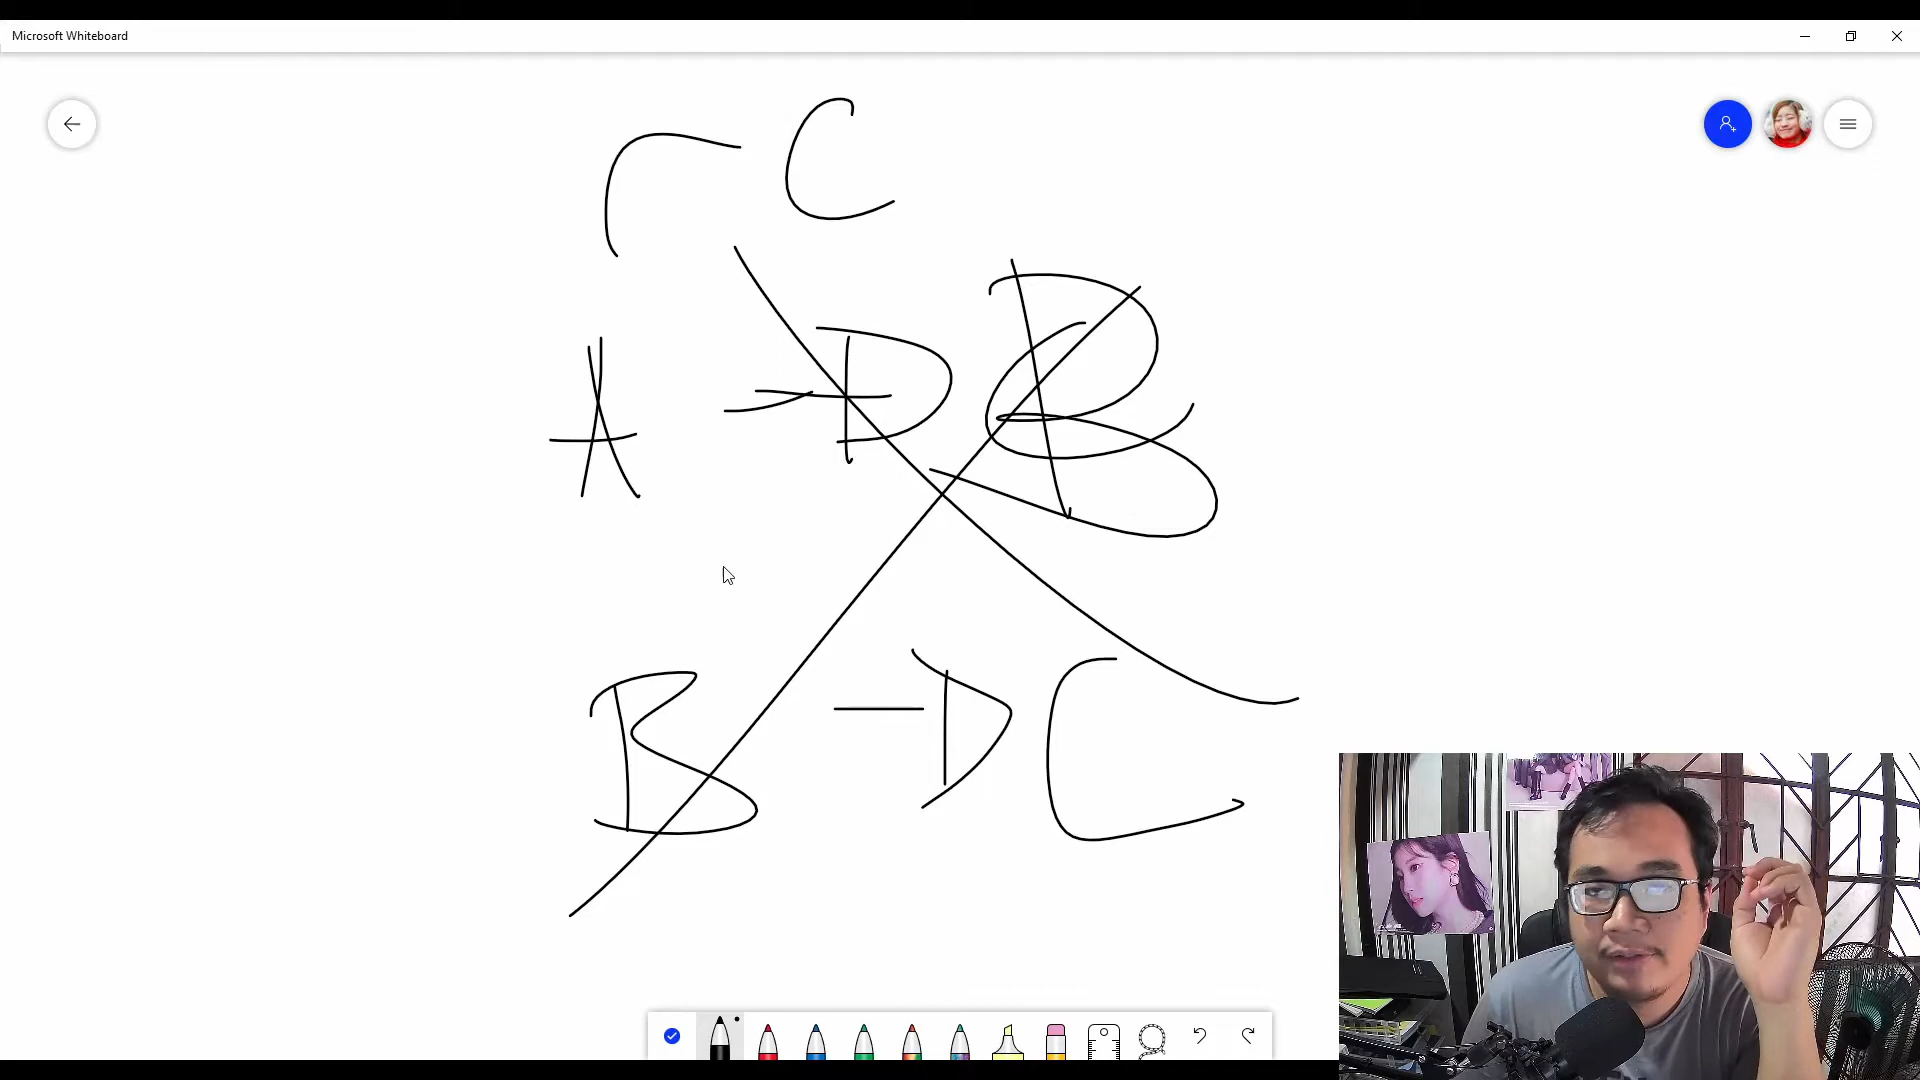 Microsoft Whiteboard
C
A → B
B → C